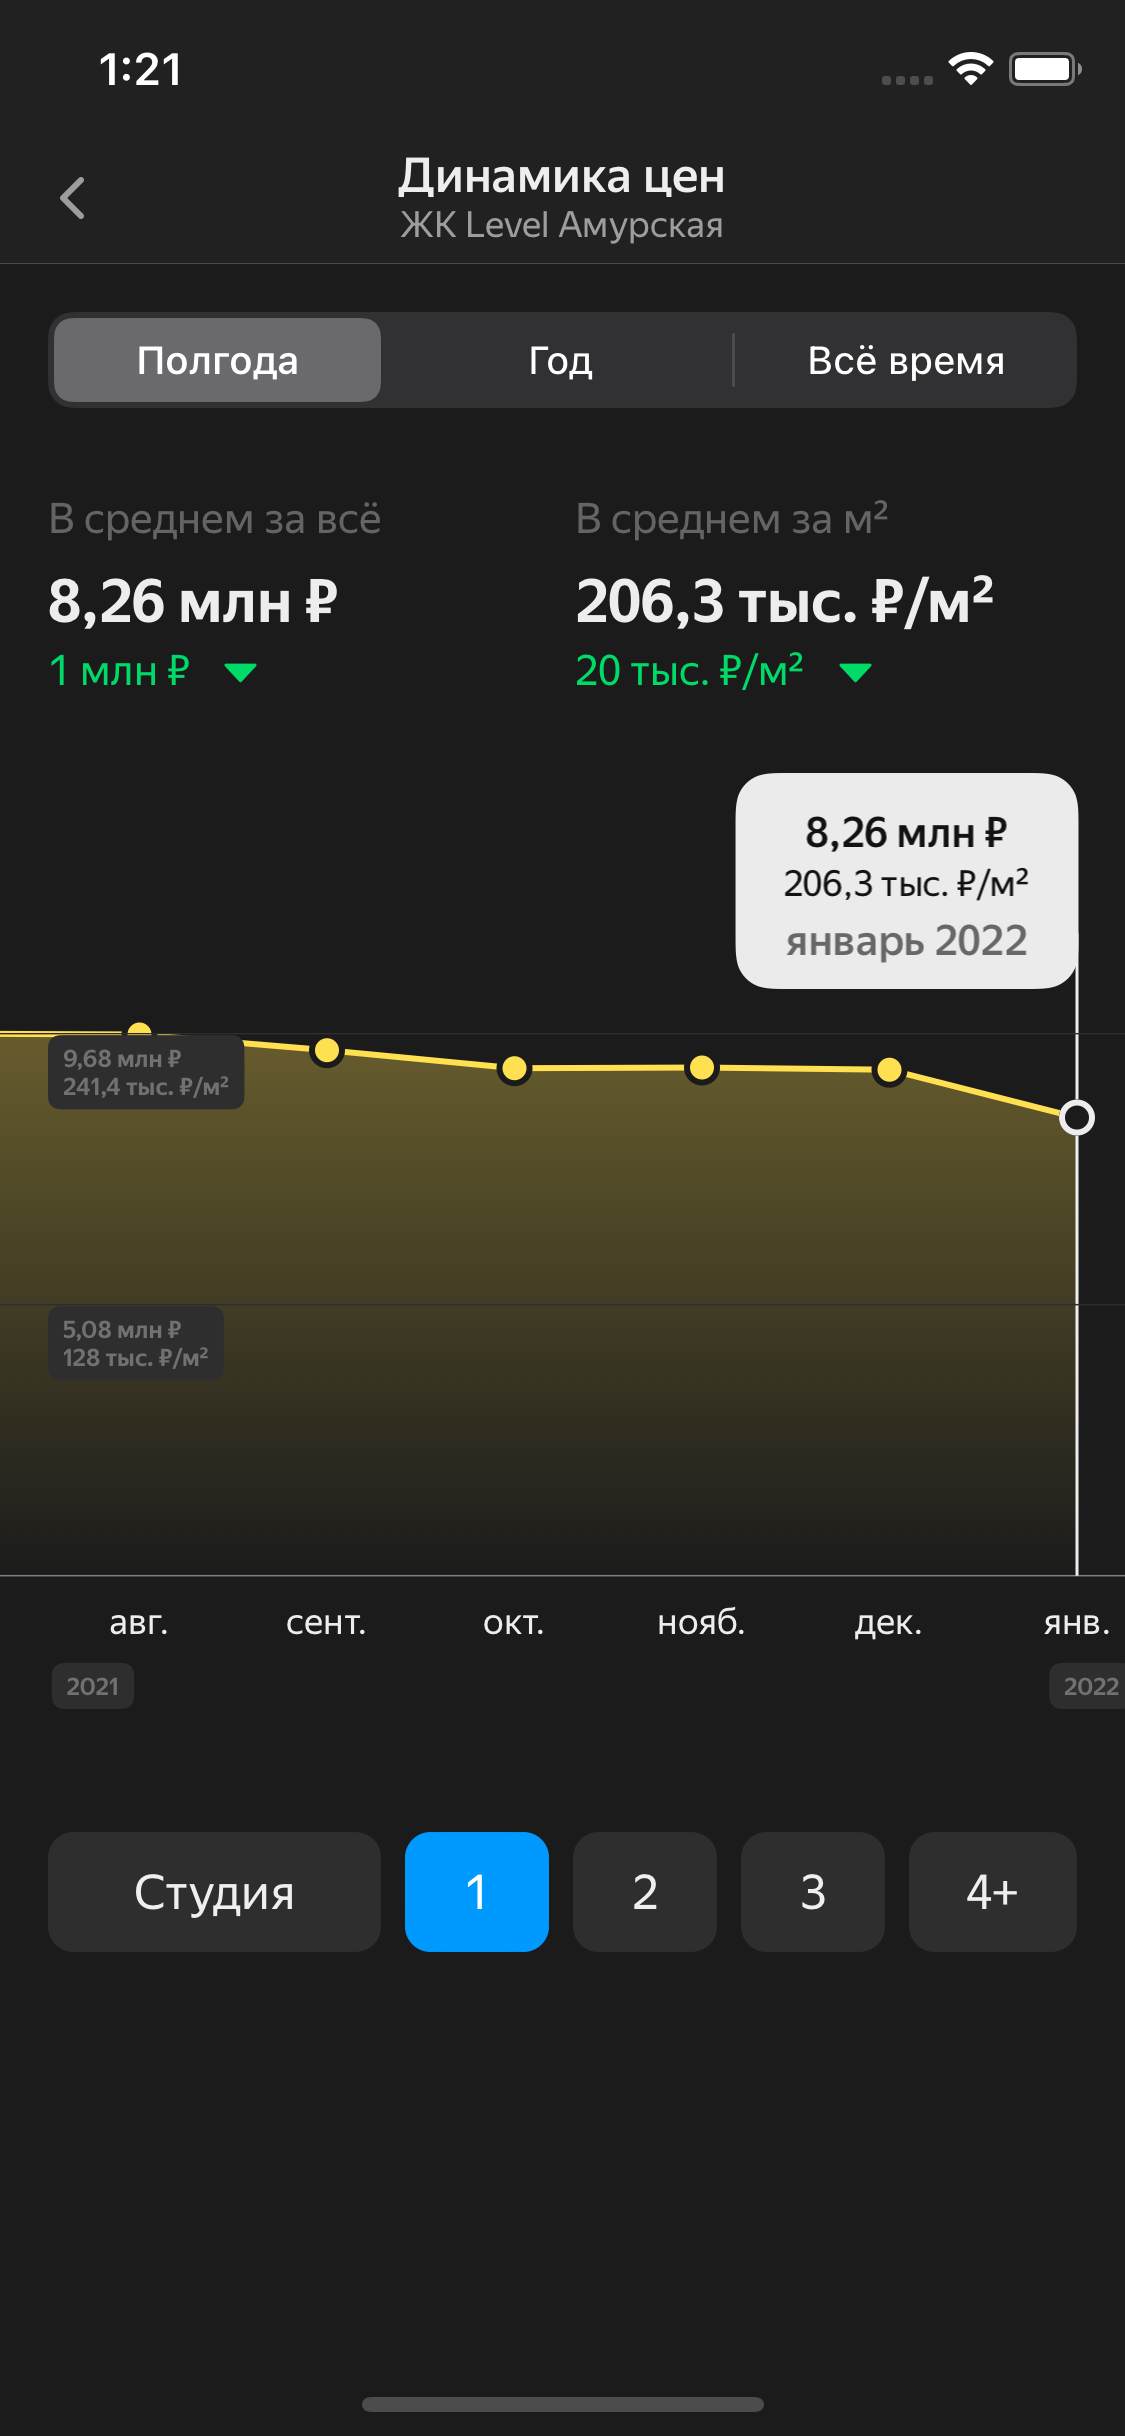 1:21
Динамика цен
ЖК Level Амурская
Полгода
Год
Всё время
В среднем за всё
8,26 млн ₽
1 млн ₽
В среднем за м²
206,3 тыс. ₽/м²
20 тыс. ₽/м²
8,26 млн ₽
206,3 тыс. ₽/м²
январь 2022
9,68 млн ₽
241,4 тыс. ₽/м²
5,08 млн ₽
128 тыс. ₽/м²
авг.
сент.
окт.
нояб.
дек.
янв.
2021
2022
Студия
1
2
3
4+